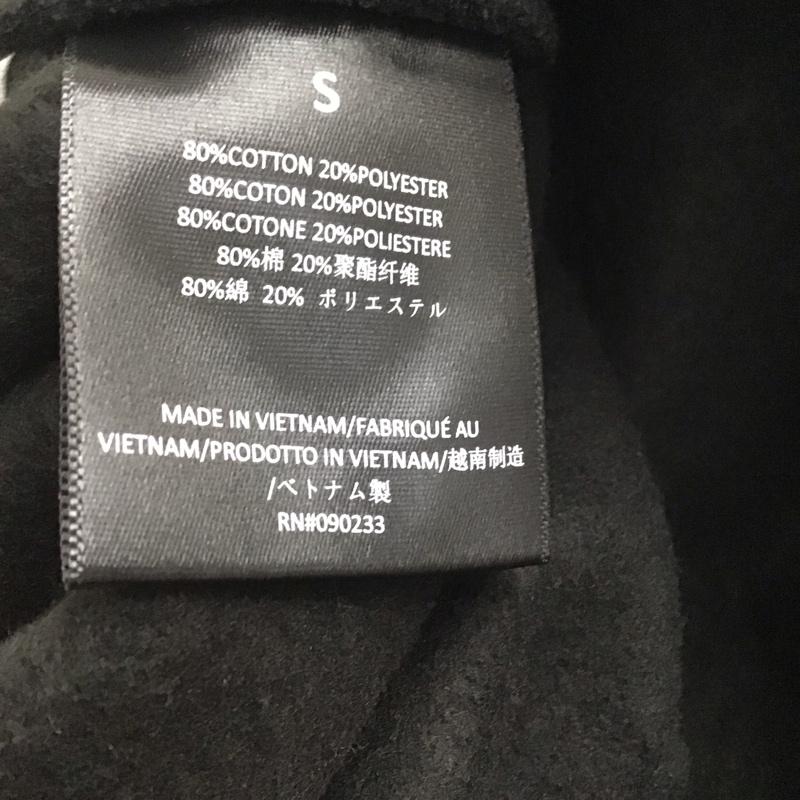 S
80%COTTON 20%POLYESTER
80%COTON 20%POLYESTER
80%COTONE 20%POLIESTERE
80%棉 20%聚酯纤维
80%綿 20% ポリエステル
MADE IN VIETNAM/FABRIQUÉ AU
VIETNAM/PRODOTTO IN VIETNAM/越南制造
/ベトナム製
RN#090233